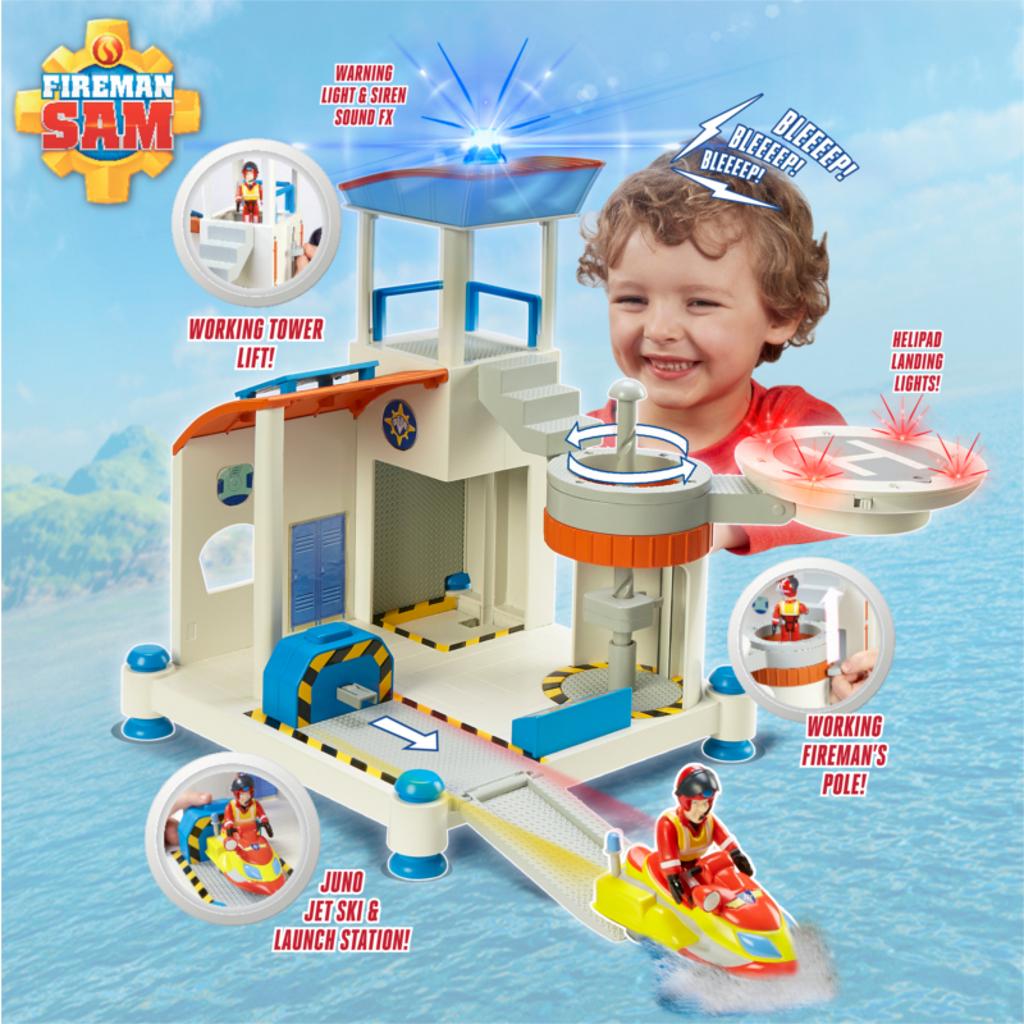 FIREMAN
SAM
WARNING
LIGHT & SIREN
SOUND FX
BLEEEEP!
BLEEEEP!
BLEEEEP!
WORKING TOWER
LIFT!
HELIPAD
LANDING
LIGHTS!
H
WORKING
FIREMAN'S
POLE!
JUNO
JET SKI &
LAUNCH STATION!